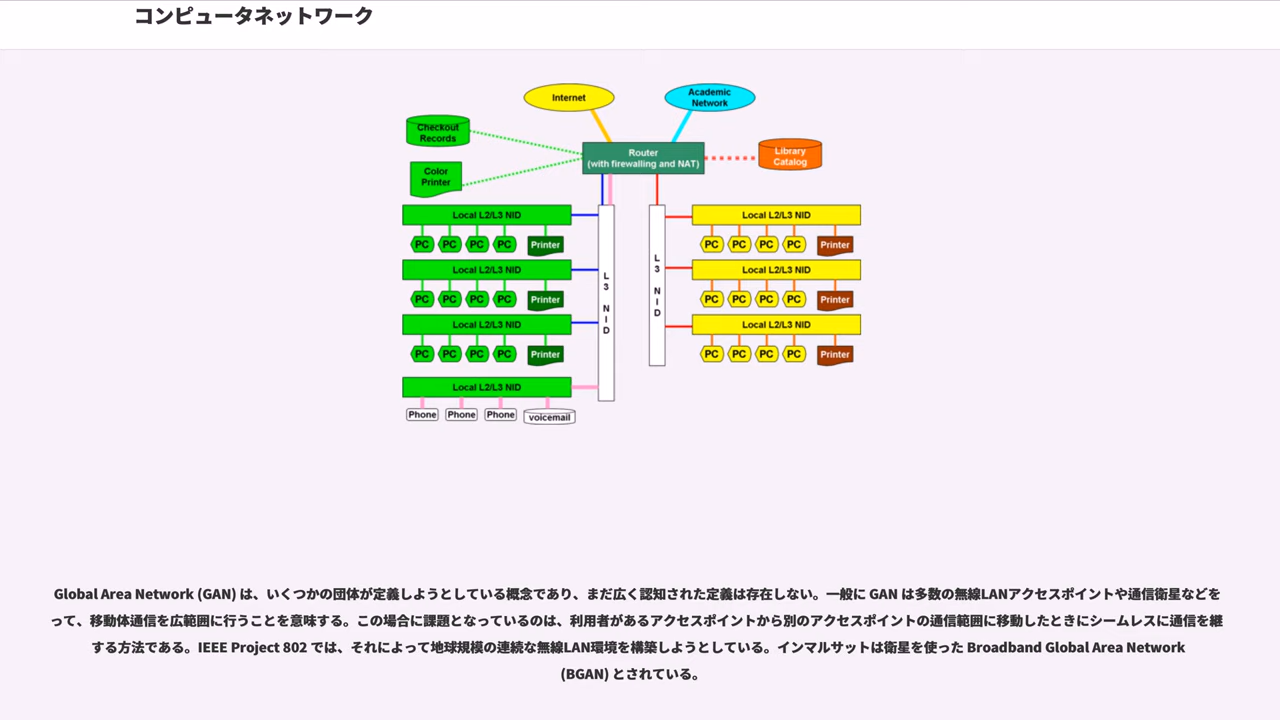 コンピュータネットワーク
Internet
Academic
Network
Checkout
Records
Router
(with firewalling and NAT)
Library
Catalog
Color
Printer
Local L2/L3 NID
Local L2/L3 NID
PC PC PC PC Printer
PC PC PC PC Printer
Local L2/L3 NID
Local L2/L3 NID
L3 NID
L3 NID
PC PC PC PC Printer
PC PC PC PC Printer
Local L2/L3 NID
Local L2/L3 NID
PC PC PC PC Printer
PC PC PC PC Printer
Local L2/L3 NID
Phone Phone Phone voicemail
Global Area Network (GAN) は、いくつかの団体が定義しようとしている概念であり、まだ広く認知された定義は存在しない。一般に GAN は多数の無線LANアクセスポイントや通信衛星などを
って、移動体通信を広範囲に行うことを意味する。この場合に課題となっているのは、利用者があるアクセスポイントから別のアクセスポイントの通信範囲に移動したときにシームレスに通信を継
する方法である。IEEE Project 802 では、それによって地球規模の連続な無線LAN環境を構築しようとしている。インマルサットは衛星を使った Broadband Global Area Network
(BGAN) とされている。